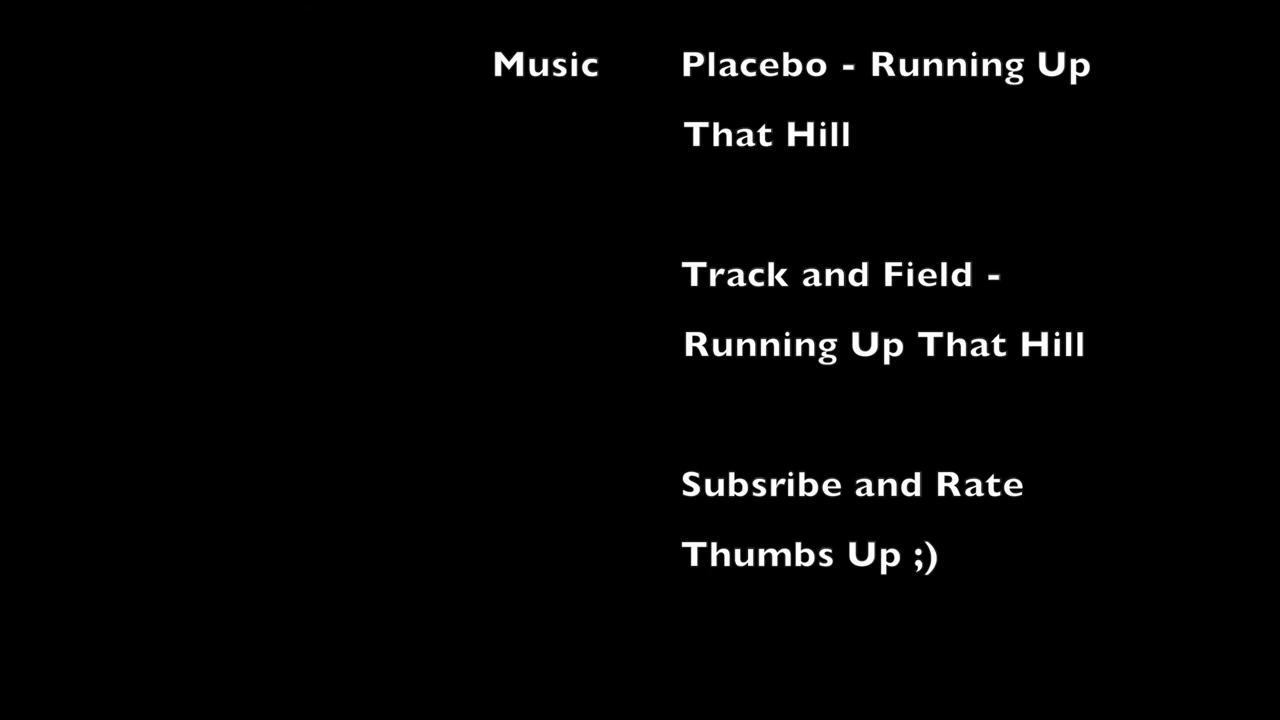 Music Placebo - Running Up
That Hill
Track and Field -
Running Up That Hill
Subsribe and Rate
Thumbs Up ;)